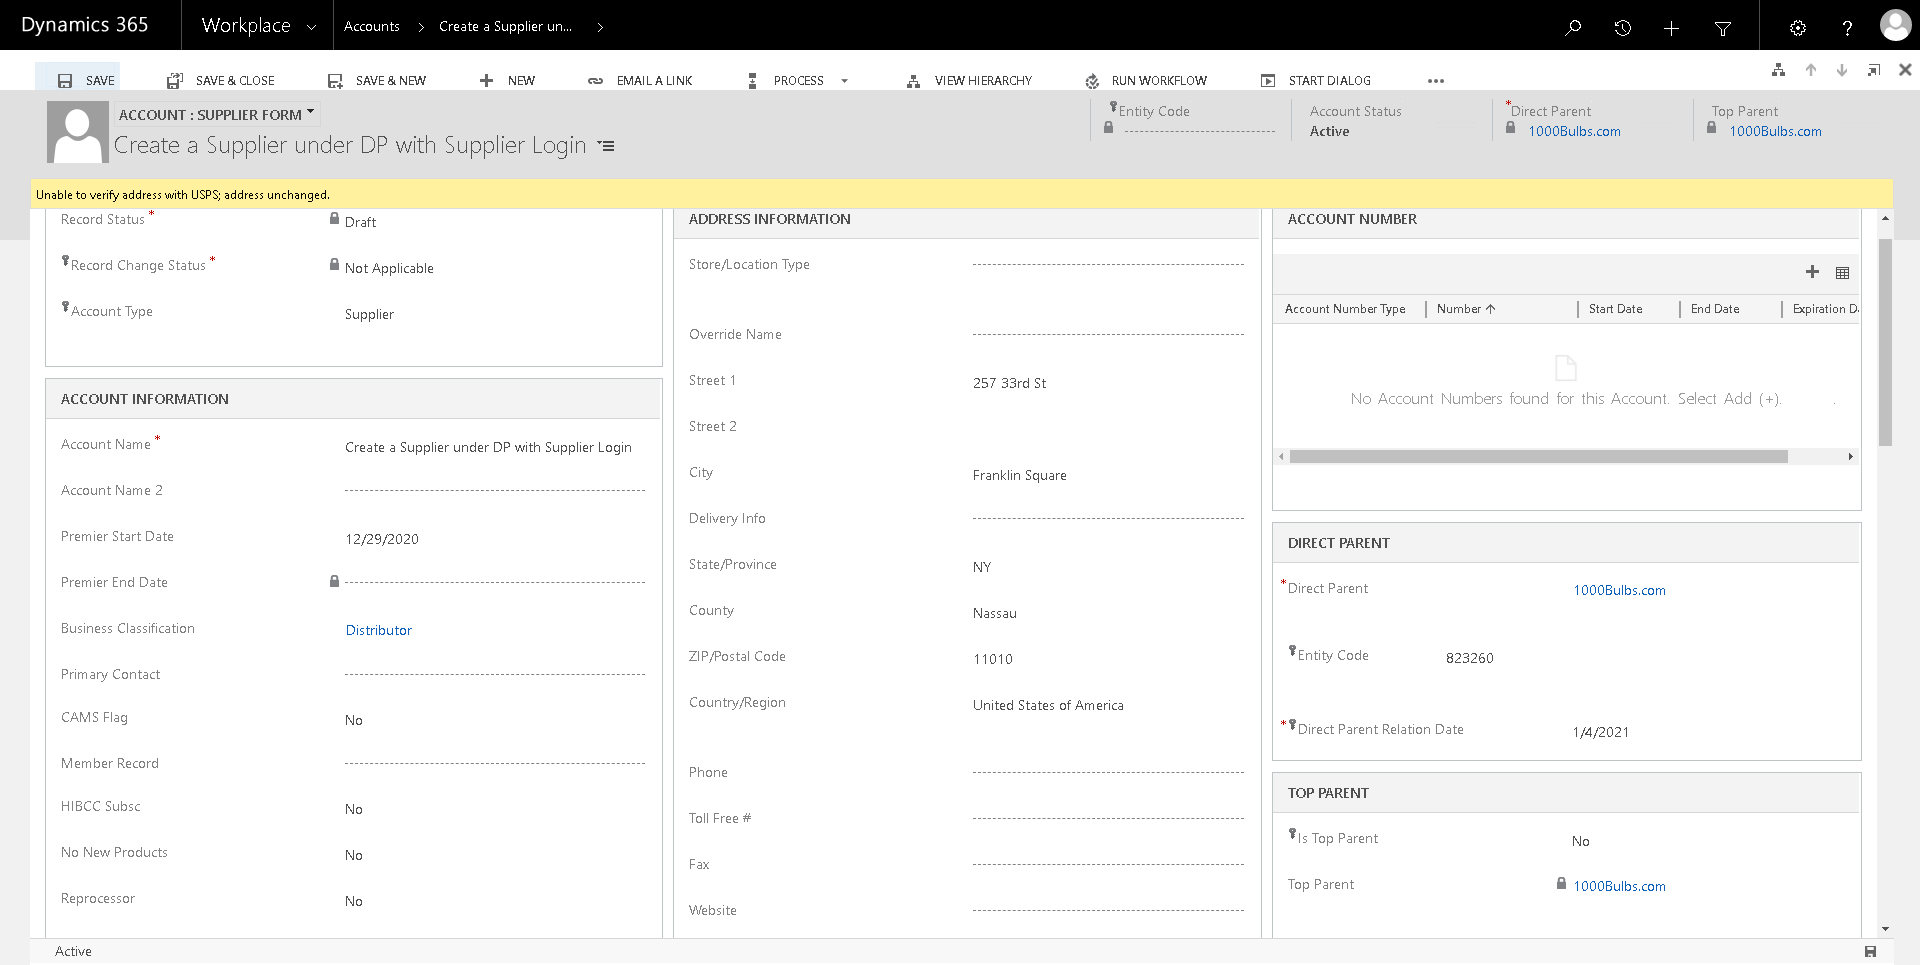 Dynamics 365
Workplace
Accounts
Create a Supplier un...
SAVE
SAVE & CLOSE
SAVE & NEW
NEW
EMAIL A LINK
PROCESS
VIEW HIERARCHY
RUN WORKFLOW
START DIALOG
...
ACCOUNT : SUPPLIER FORM
Create a Supplier under DP with Supplier Login
Entity Code
Account Status
Active
*Direct Parent
1000Bulbs.com
Top Parent
1000Bulbs.com
Unable to verify address with USPS; address unchanged.
Record Status *
Draft
Record Change Status *
Not Applicable
Account Type
Supplier
ACCOUNT INFORMATION
Account Name *
Create a Supplier under DP with Supplier Login
Account Name 2
Premier Start Date
12/29/2020
Premier End Date
Business Classification
Distributor
Primary Contact
CAMS Flag
No
Member Record
HIBCC Subsc
No
No New Products
No
Reprocessor
No
ADDRESS INFORMATION
Store/Location Type
Override Name
Street 1
257 33rd St
Street 2
City
Franklin Square
Delivery Info
State/Province
NY
County
Nassau
ZIP/Postal Code
11010
Country/Region
United States of America
Phone
Toll Free #
Fax
Website
ACCOUNT NUMBER
Account Number Type
Number
Start Date
End Date
Expiration D
No Account Numbers found for this Account. Select Add (+).
DIRECT PARENT
*Direct Parent
1000Bulbs.com
Entity Code
823260
*Direct Parent Relation Date
1/4/2021
TOP PARENT
Is Top Parent
No
Top Parent
1000Bulbs.com
Active